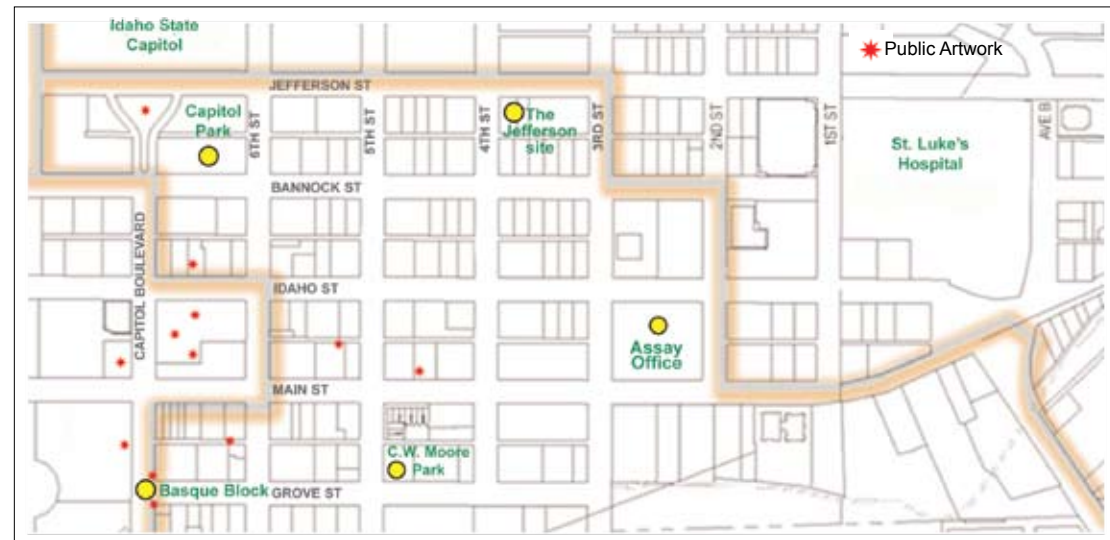 Idaho State
Capitol
Public Artwork
JEFFERSON ST
Capitol
Park
6TH ST
5TH ST
4TH ST
The
Jefferson
site
3RD ST
2ND ST
1ST ST
AVE B
St. Luke's
Hospital
BANNOCK ST
CAPITOL BOULEVARD
IDAHO ST
Assay
Office
MAIN ST
C.W. Moore
Park
Basque Block
GROVE ST